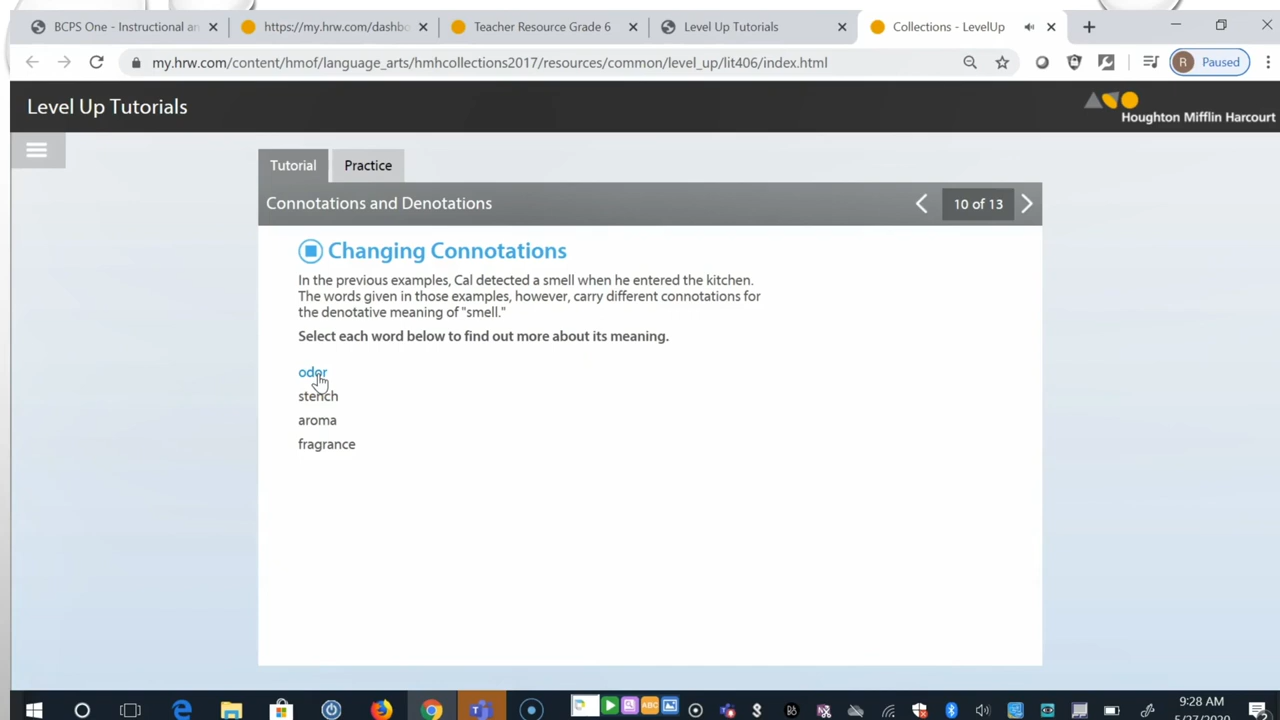 BCPS One - Instructional an
https://my.hrw.com/dashbo
Teacher Resource Grade 6
Level Up Tutorials
Collections - LevelUp
my.hrw.com/content/hmof/language_arts/hmhcollections2017/resources/common/level_up/lit406/index.html
R Paused
Level Up Tutorials
Houghton Mifflin Harcourt
Tutorial
Practice
Connotations and Denotations
10 of 13
Changing Connotations
In the previous examples, Cal detected a smell when he entered the kitchen.
The words given in those examples, however, carry different connotations for
the denotative meaning of "smell."
Select each word below to find out more about its meaning.
odor
stench
aroma
fragrance
ABC
9:28 AM
5/27/2020